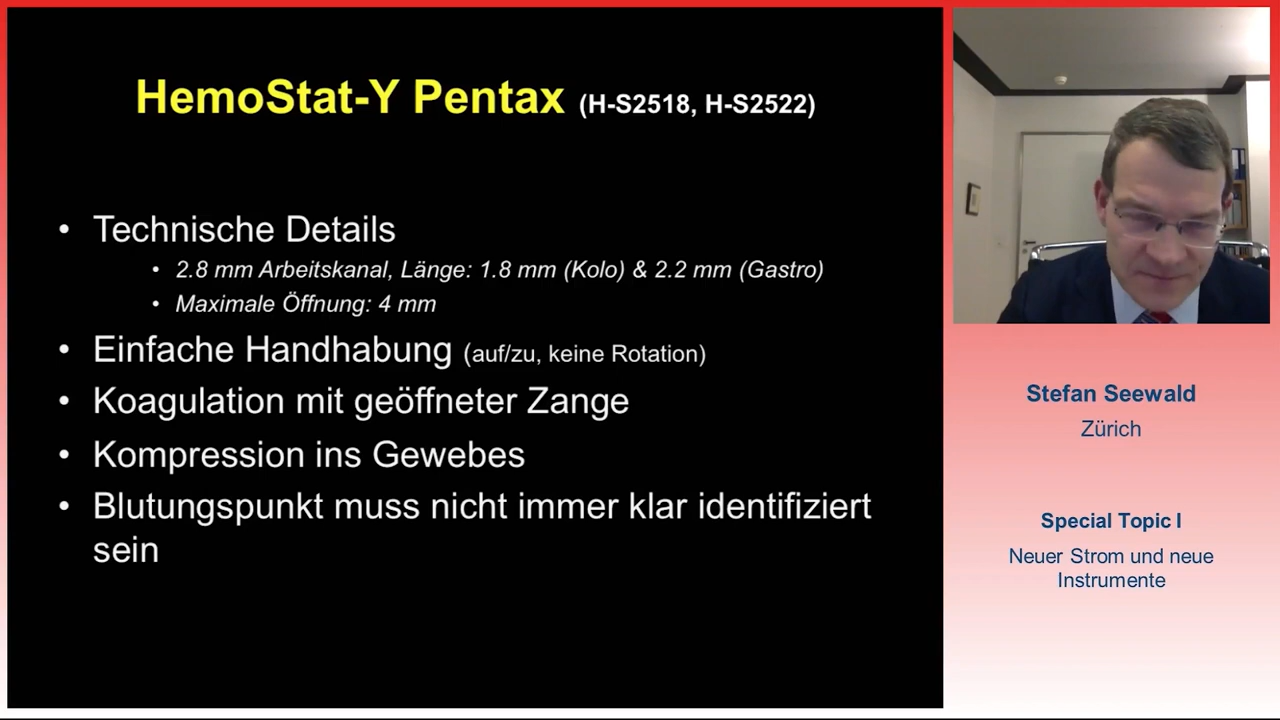 HemoStat-Y Pentax (H-S2518, H-S2522)
• Technische Details
• 2.8 mm Arbeitskanal, Länge: 1.8 mm (Kolo) & 2.2 mm (Gastro)
• Maximale Öffnung: 4 mm
• Einfache Handhabung (auf/zu, keine Rotation)
• Koagulation mit geöffneter Zange
• Kompression ins Gewebes
• Blutungspunkt muss nicht immer klar identifiziert
sein
Stefan Seewald
Zürich
Special Topic I
Neuer Strom und neue
Instrumente